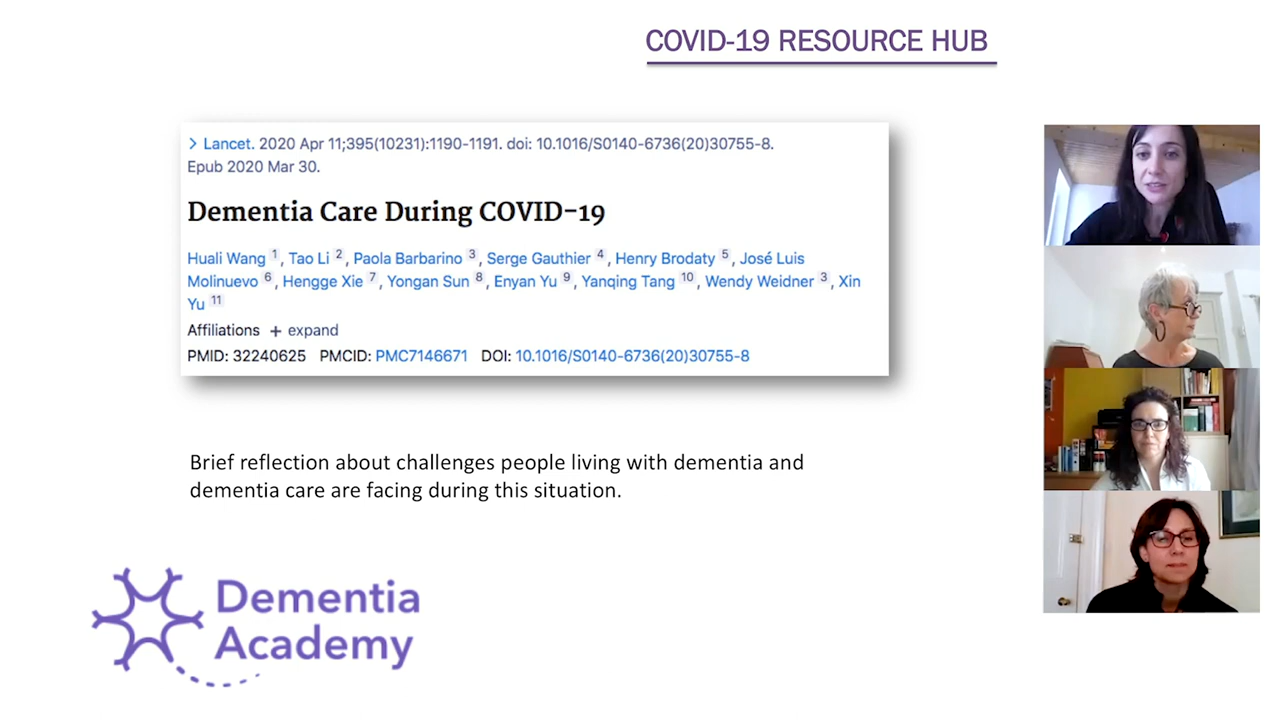 COVID-19 RESOURCE HUB
> Lancet. 2020 Apr 11;395(10231):1190-1191. doi: 10.1016/S0140-6736(20)30755-8.
Epub 2020 Mar 30.
Dementia Care During COVID-19
Huali Wang 1, Tao Li 2, Paola Barbarino 3, Serge Gauthier 4, Henry Brodaty 5, José Luis
Molinuevo 6, Hengge Xie 7, Yongan Sun 8, Enyan Yu 9, Yanqing Tang 10, Wendy Weidner 3, Xin
Yu 11
Affiliations + expand
PMID: 32240625 PMCID: PMC7146671 DOI: 10.1016/S0140-6736(20)30755-8
Brief reflection about challenges people living with dementia and
dementia care are facing during this situation.
Dementia
Academy